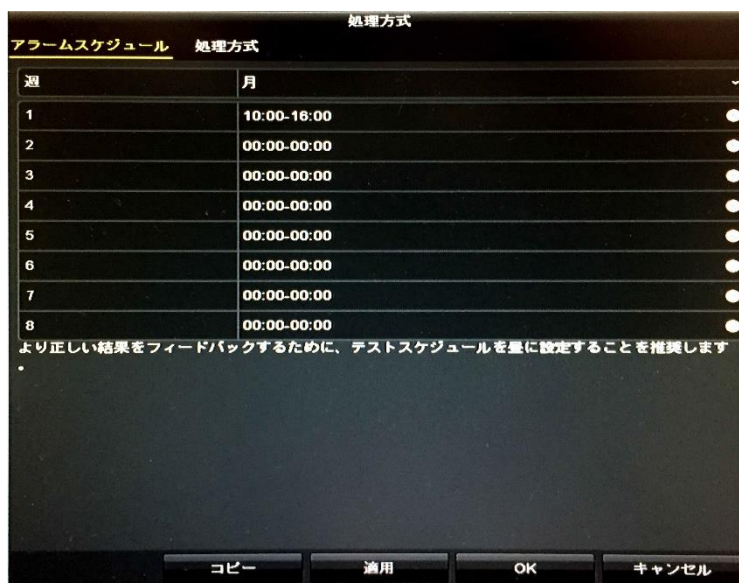 処理方式
アラームスケジュール 処理方式
週 月
1 10:00-16:00
2 00:00-00:00
3 00:00-00:00
4 00:00-00:00
5 00:00-00:00
6 00:00-00:00
7 00:00-00:00
8 00:00-00:00
より正しい結果をフィードバックするために、テストスケジュールを昼に設定することを推奨します
。
コピー 適用 OK キャンセル